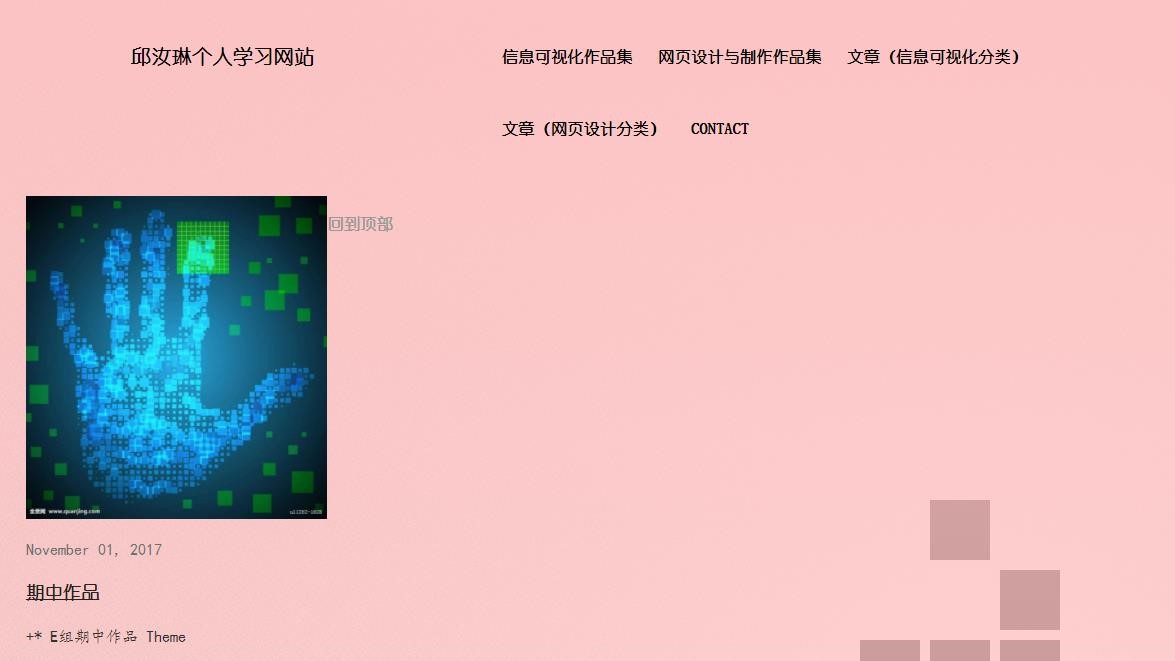 邱汝琳个人学习网站
信息可视化作品集 网页设计与制作作品集 文章（信息可视化分类）
文章（网页设计分类） CONTACT
回到顶部
全景网 www.quanjing.com
November 01, 2017
期中作品
+* E组期中作品 Theme